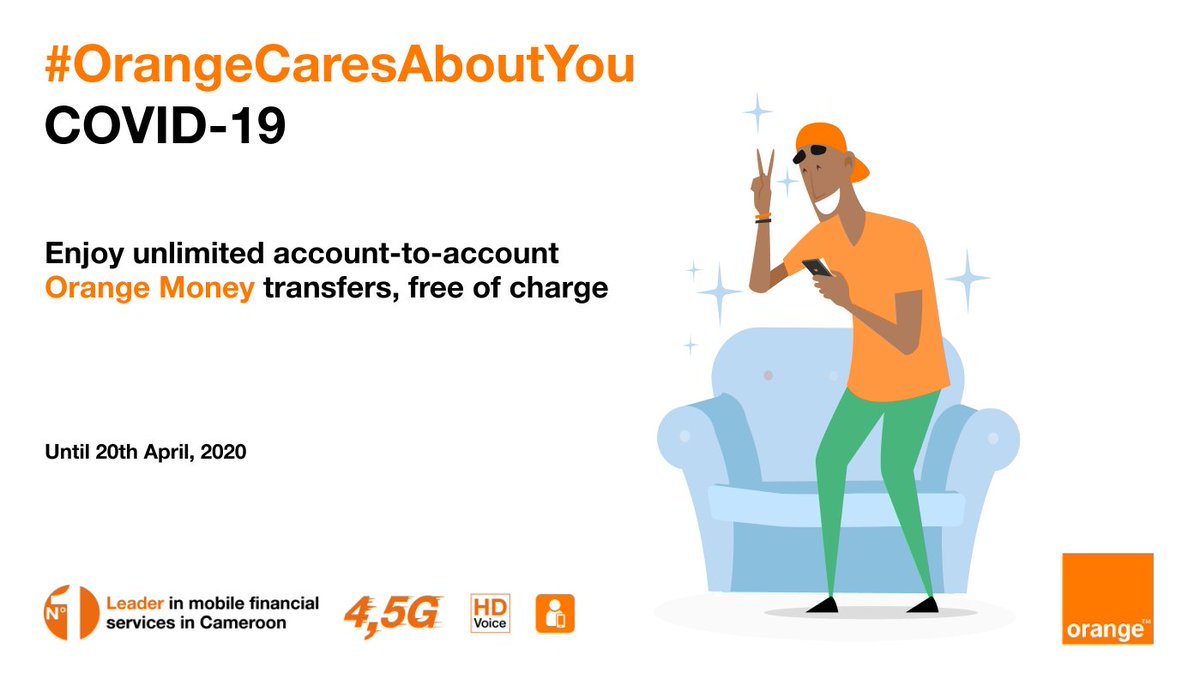 #OrangeCaresAboutYou
COVID-19
Enjoy unlimited account-to-account
Orange Money transfers, free of charge
Until 20th April, 2020
N° 1
Leader in mobile financial
services in Cameroon
4,5G
HD
Voice
orange™